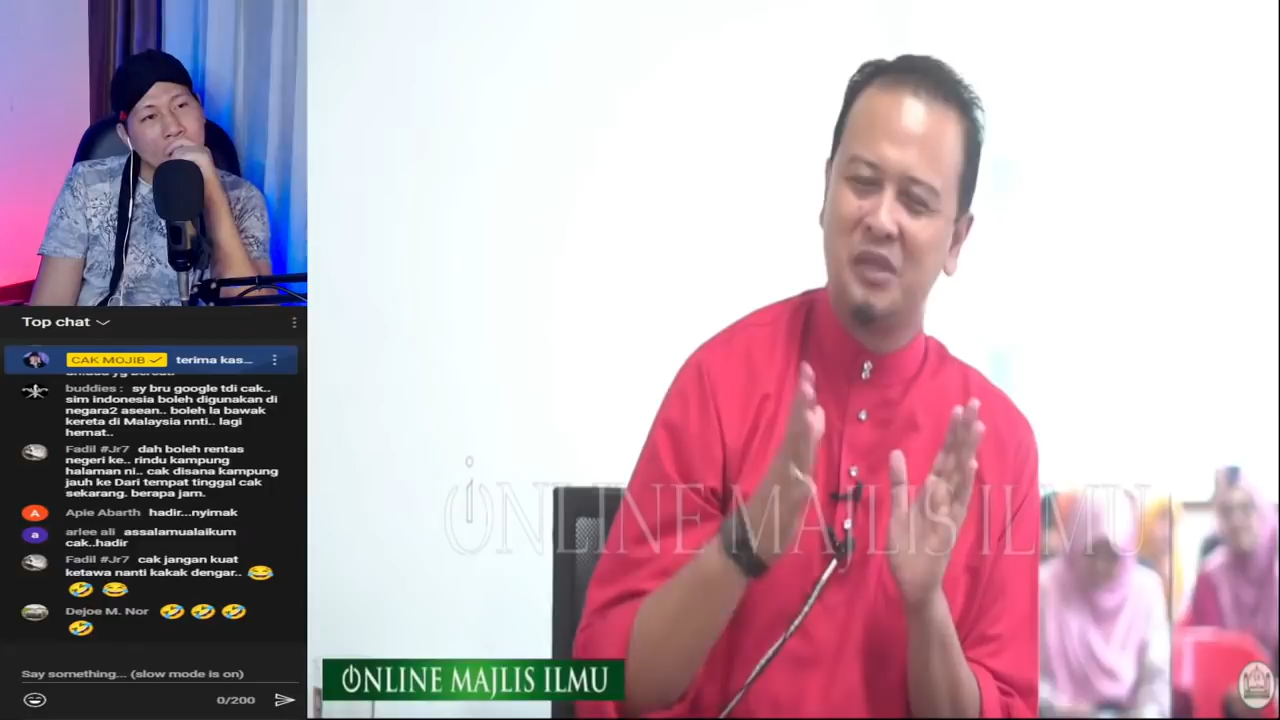 Top chat
CAK MOJIB terima kas...
buddies : sy bru google tdi cak..
sim indonesia boleh digunakan di
negara2 asean.. boleh la bawak
kereta di Malaysia nnti.. lagi
hemat..
Fadil #Jr7 dah boleh rentas
negeri ke.. rindu kampung
halaman ni.. cak disana kampung
jauh ke Dari tempat tinggal cak
sekarang. berapa jam.
Apie Abarth hadir...nyimak
arlee ali assalamualaikum
cak..hadir
Fadil #Jr7 cak jangan kuat
ketawa nanti kakak dengar.. 😂
🤣 😂
Dejoe M. Nor 🤣 🤣 🤣
🤣
Say something... (slow mode is on)
0/200
ONLINE MAJLIS ILMU
ONLINE MAJLIS ILMU